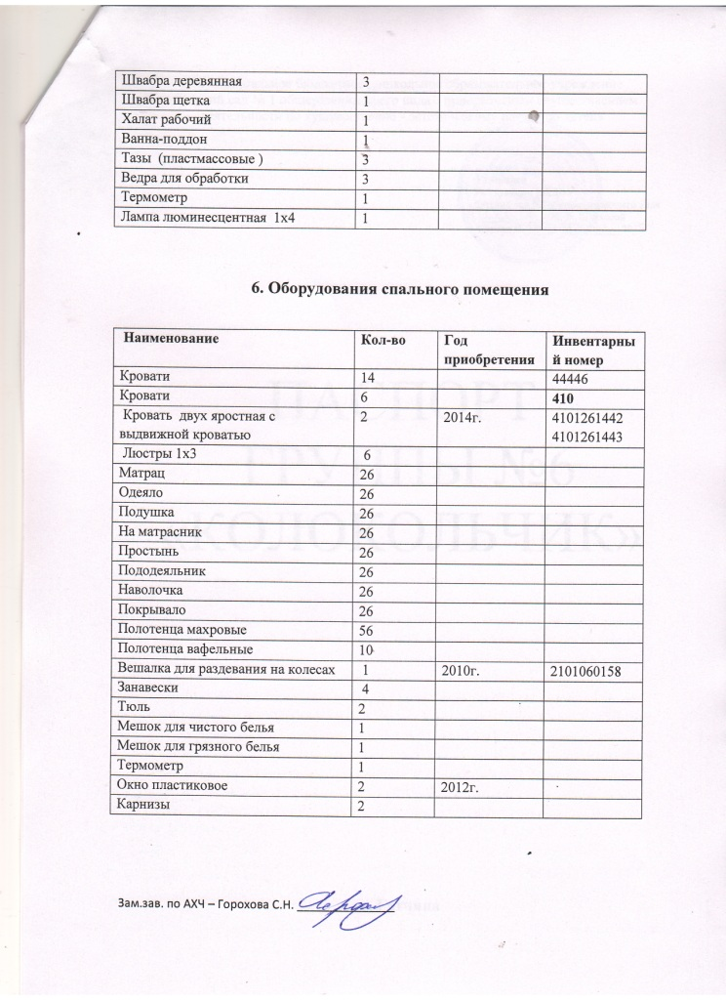 Швабра деревянная 3
Швабра щетка 1
Халат рабочий 1
Ванна-поддон 1
Тазы (пластмассовые ) 3
Ведра для обработки 3
Термометр 1
Лампа люминесцентная 1х4 1
6. Оборудования спального помещения
Наименование Кол-во Год Инвентарны
приобретения й номер
Кровати 14 44446
Кровати 6 410
Кровать двух яростная с 2 2014г. 4101261442
выдвижной кроватью 4101261443
Люстры 1х3 6
Матрац 26
Одеяло 26
Подушка 26
На матрасник 26
Простынь 26
Пододеяльник 26
Наволочка 26
Покрывало 26
Полотенца махровые 56
Полотенца вафельные 10
Вешалка для раздевания на колесах 1 2010г. 2101060158
Занавески 4
Тюль 2
Мешок для чистого белья 1
Мешок для грязного белья 1
Термометр 1
Окно пластиковое 2 2012г.
Карнизы 2
Зам.зав. по АХЧ – Горохова С.Н.
ПАСПОРТ
ГРУППЫ №6
КОЛОКОЛЬЧИК»